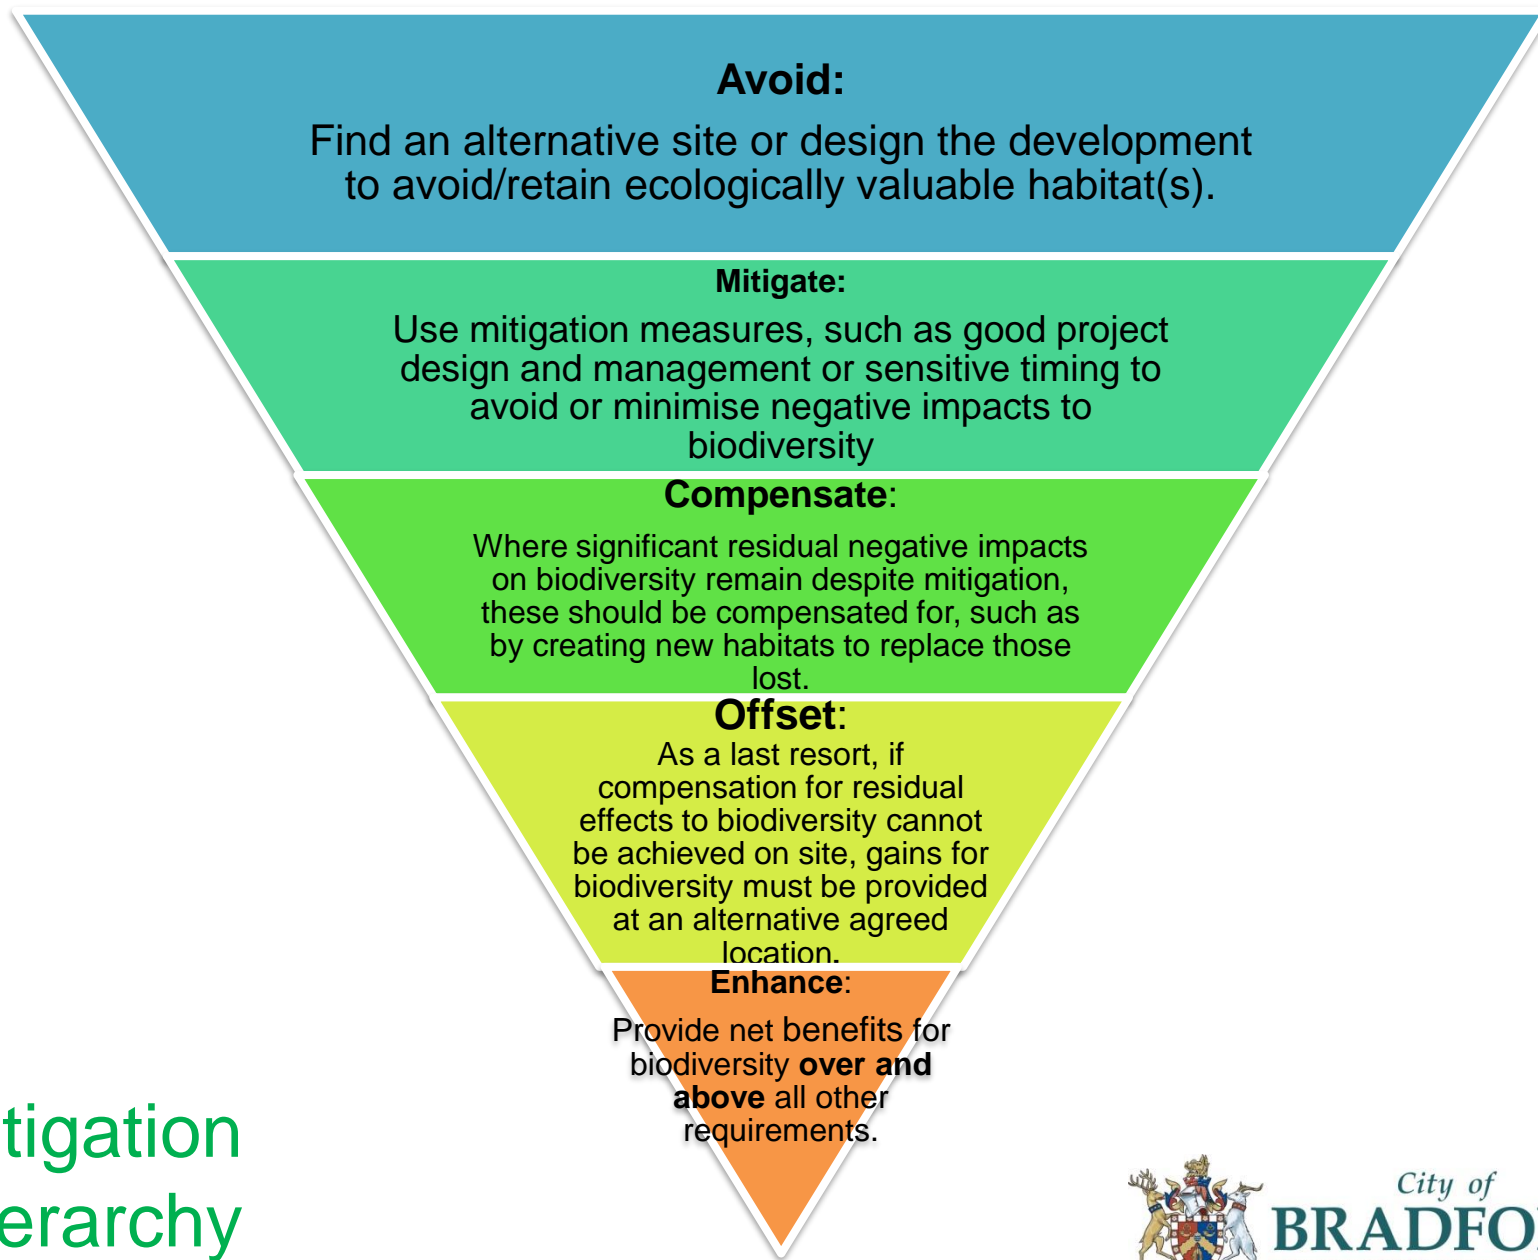 Avoid:
Find an alternative site or design the development
to avoid/retain ecologically valuable habitat(s).
Mitigate:
Use mitigation measures, such as good project
design and management or sensitive timing to
avoid or minimise negative impacts to
biodiversity
Compensate:
Where significant residual negative impacts
on biodiversity remain despite mitigation,
these should be compensated for, such as
by creating new habitats to replace those
lost.
Offset:
As a last resort, if
compensation for residual
effects to biodiversity cannot
be achieved on site, gains for
biodiversity must be provided
at an alternative agreed
location.
Enhance:
Provide net benefits for
biodiversity over and
above all other
requirements.
tigation
erarchy
City of
BRADFO